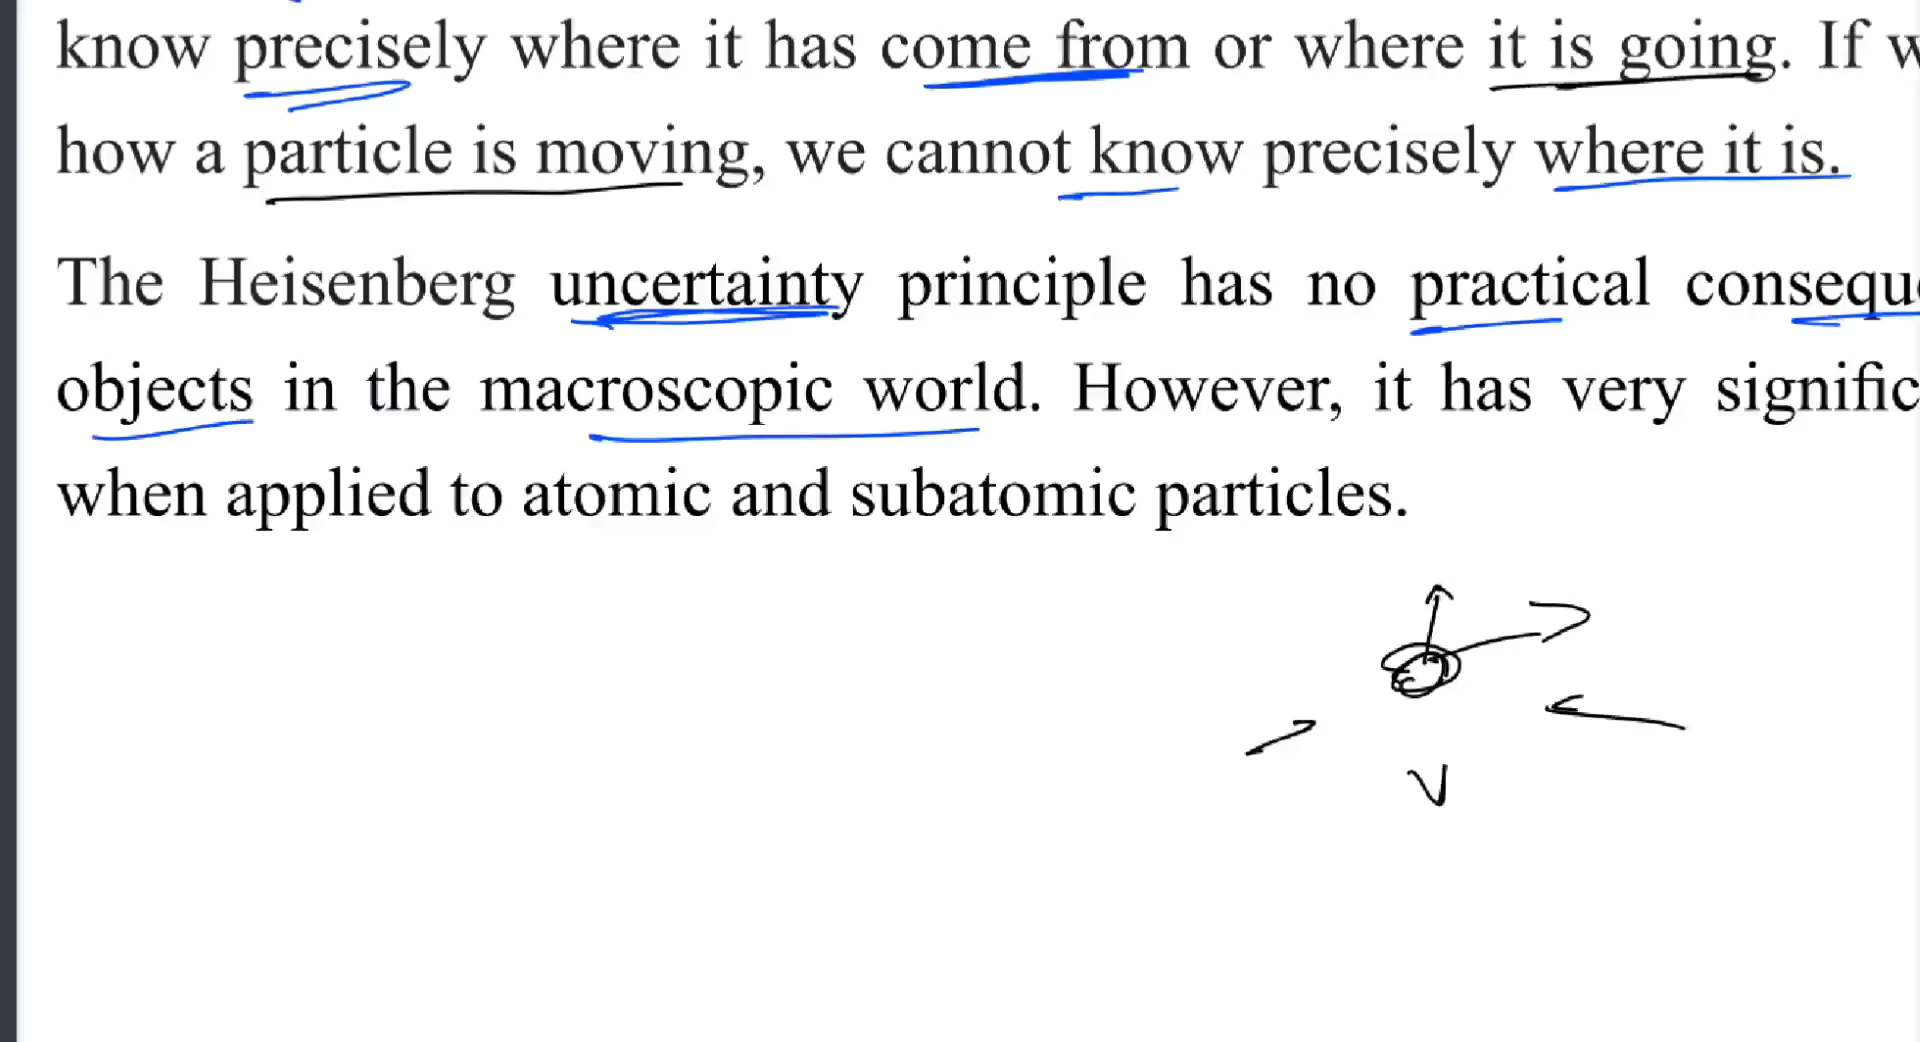 know precisely where it has come from or where it is going. If
how a particle is moving, we cannot know precisely where it is.
The Heisenberg uncertainty principle has no practical
objects in the macroscopic world. However, it has very
when applied to atomic and subatomic particles.
V